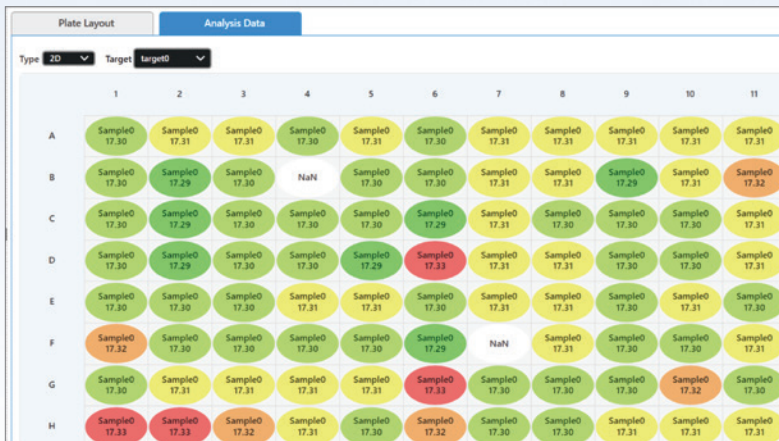 Plate Layout Analysis Data
Type 2D Target target0
1 2 3 4 5 6 7 8 9 10 11
A Sample0 Sample0 Sample0 Sample0 Sample0 Sample0 Sample0 Sample0 Sample0 Sample0 Sample0
17.30 17.31 17.31 17.30 17.31 17.30 17.31 17.31 17.31 17.31 17.31
B Sample0 Sample0 Sample0 NaN Sample0 Sample0 Sample0 Sample0 Sample0 Sample0 Sample0
17.30 17.29 17.30 17.30 17.30 17.31 17.31 17.29 17.31 17.32
C Sample0 Sample0 Sample0 Sample0 Sample0 Sample0 Sample0 Sample0 Sample0 Sample0 Sample0
17.30 17.29 17.30 17.30 17.30 17.29 17.31 17.30 17.30 17.30 17.31
D Sample0 Sample0 Sample0 Sample0 Sample0 Sample0 Sample0 Sample0 Sample0 Sample0 Sample0
17.30 17.29 17.30 17.30 17.29 17.33 17.31 17.31 17.30 17.30 17.31
E Sample0 Sample0 Sample0 Sample0 Sample0 Sample0 Sample0 Sample0 Sample0 Sample0 Sample0
17.30 17.30 17.30 17.31 17.31 17.30 17.31 17.31 17.30 17.31 17.30
F Sample0 Sample0 Sample0 Sample0 Sample0 Sample0 NaN Sample0 Sample0 Sample0 Sample0
17.32 17.30 17.30 17.30 17.30 17.29 17.31 17.30 17.30 17.31
G Sample0 Sample0 Sample0 Sample0 Sample0 Sample0 Sample0 Sample0 Sample0 Sample0 Sample0
17.30 17.31 17.31 17.31 17.31 17.33 17.30 17.30 17.30 17.32 17.30
H Sample0 Sample0 Sample0 Sample0 Sample0 Sample0 Sample0 Sample0 Sample0 Sample0 Sample0
17.33 17.33 17.32 17.31 17.30 17.32 17.30 17.30 17.31 17.31 17.31